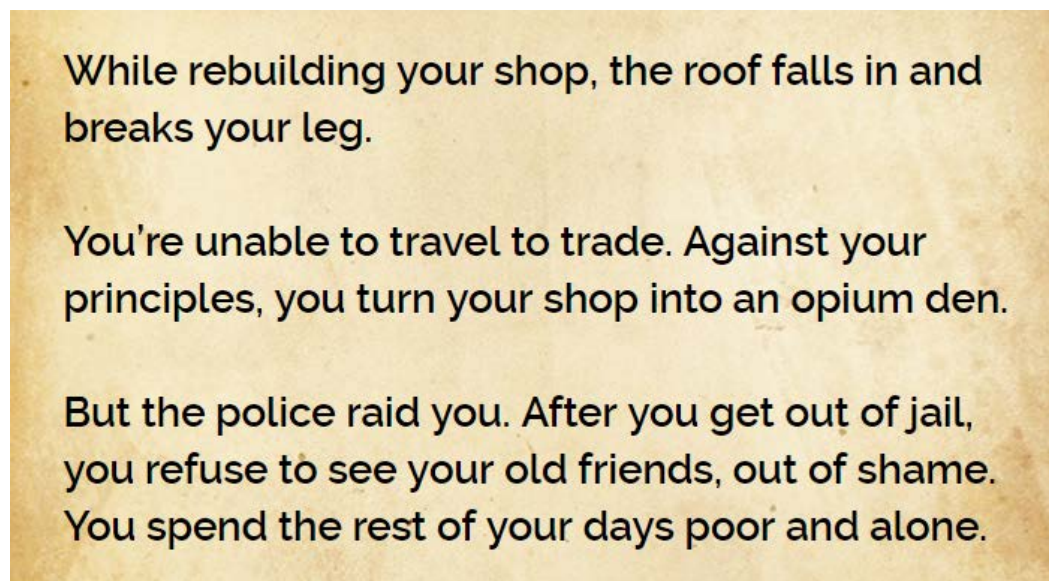 While rebuilding your shop, the roof falls in and
breaks your leg.
You’re unable to travel to trade. Against your
principles, you turn your shop into an opium den.
But the police raid you. After you get out of jail,
you refuse to see your old friends, out of shame.
You spend the rest of your days poor and alone.